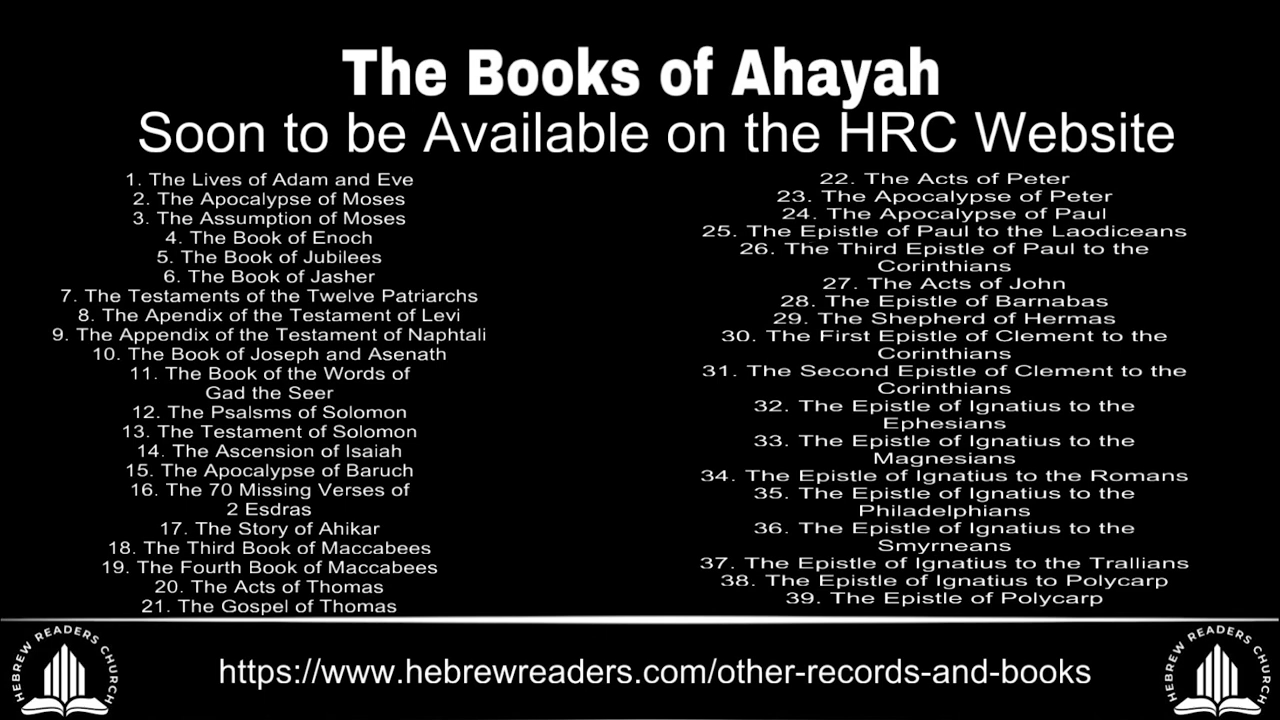 The Books of Ahayah
Soon to be Available on the HRC Website
1. The Lives of Adam and Eve
2. The Apocalypse of Moses
3. The Assumption of Moses
4. The Book of Enoch
5. The Book of Jubilees
6. The Book of Jasher
7. The Testaments of the Twelve Patriarchs
8. The Apendix of the Testament of Levi
9. The Appendix of the Testament of Naphtali
10. The Book of Joseph and Asenath
11. The Book of the Words of
Gad the Seer
12. The Psalsms of Solomon
13. The Testament of Solomon
14. The Ascension of Isaiah
15. The Apocalypse of Baruch
16. The 70 Missing Verses of
2 Esdras
17. The Story of Ahikar
18. The Third Book of Maccabees
19. The Fourth Book of Maccabees
20. The Acts of Thomas
21. The Gospel of Thomas
22. The Acts of Peter
23. The Apocalypse of Peter
24. The Apocalypse of Paul
25. The Epistle of Paul to the Laodiceans
26. The Third Epistle of Paul to the
Corinthians
27. The Acts of John
28. The Epistle of Barnabas
29. The Shepherd of Hermas
30. The First Epistle of Clement to the
Corinthians
31. The Second Epistle of Clement to the
Corinthians
32. The Epistle of Ignatius to the
Ephesians
33. The Epistle of Ignatius to the
Magnesians
34. The Epistle of Ignatius to the Romans
35. The Epistle of Ignatius to the
Philadelphians
36. The Epistle of Ignatius to the
Smyrneans
37. The Epistle of Ignatius to the Trallians
38. The Epistle of Ignatius to Polycarp
39. The Epistle of Polycarp
HEBREW READERS CHURCH
https://www.hebrewreaders.com/other-records-and-books
HEBREW READERS CHURCH